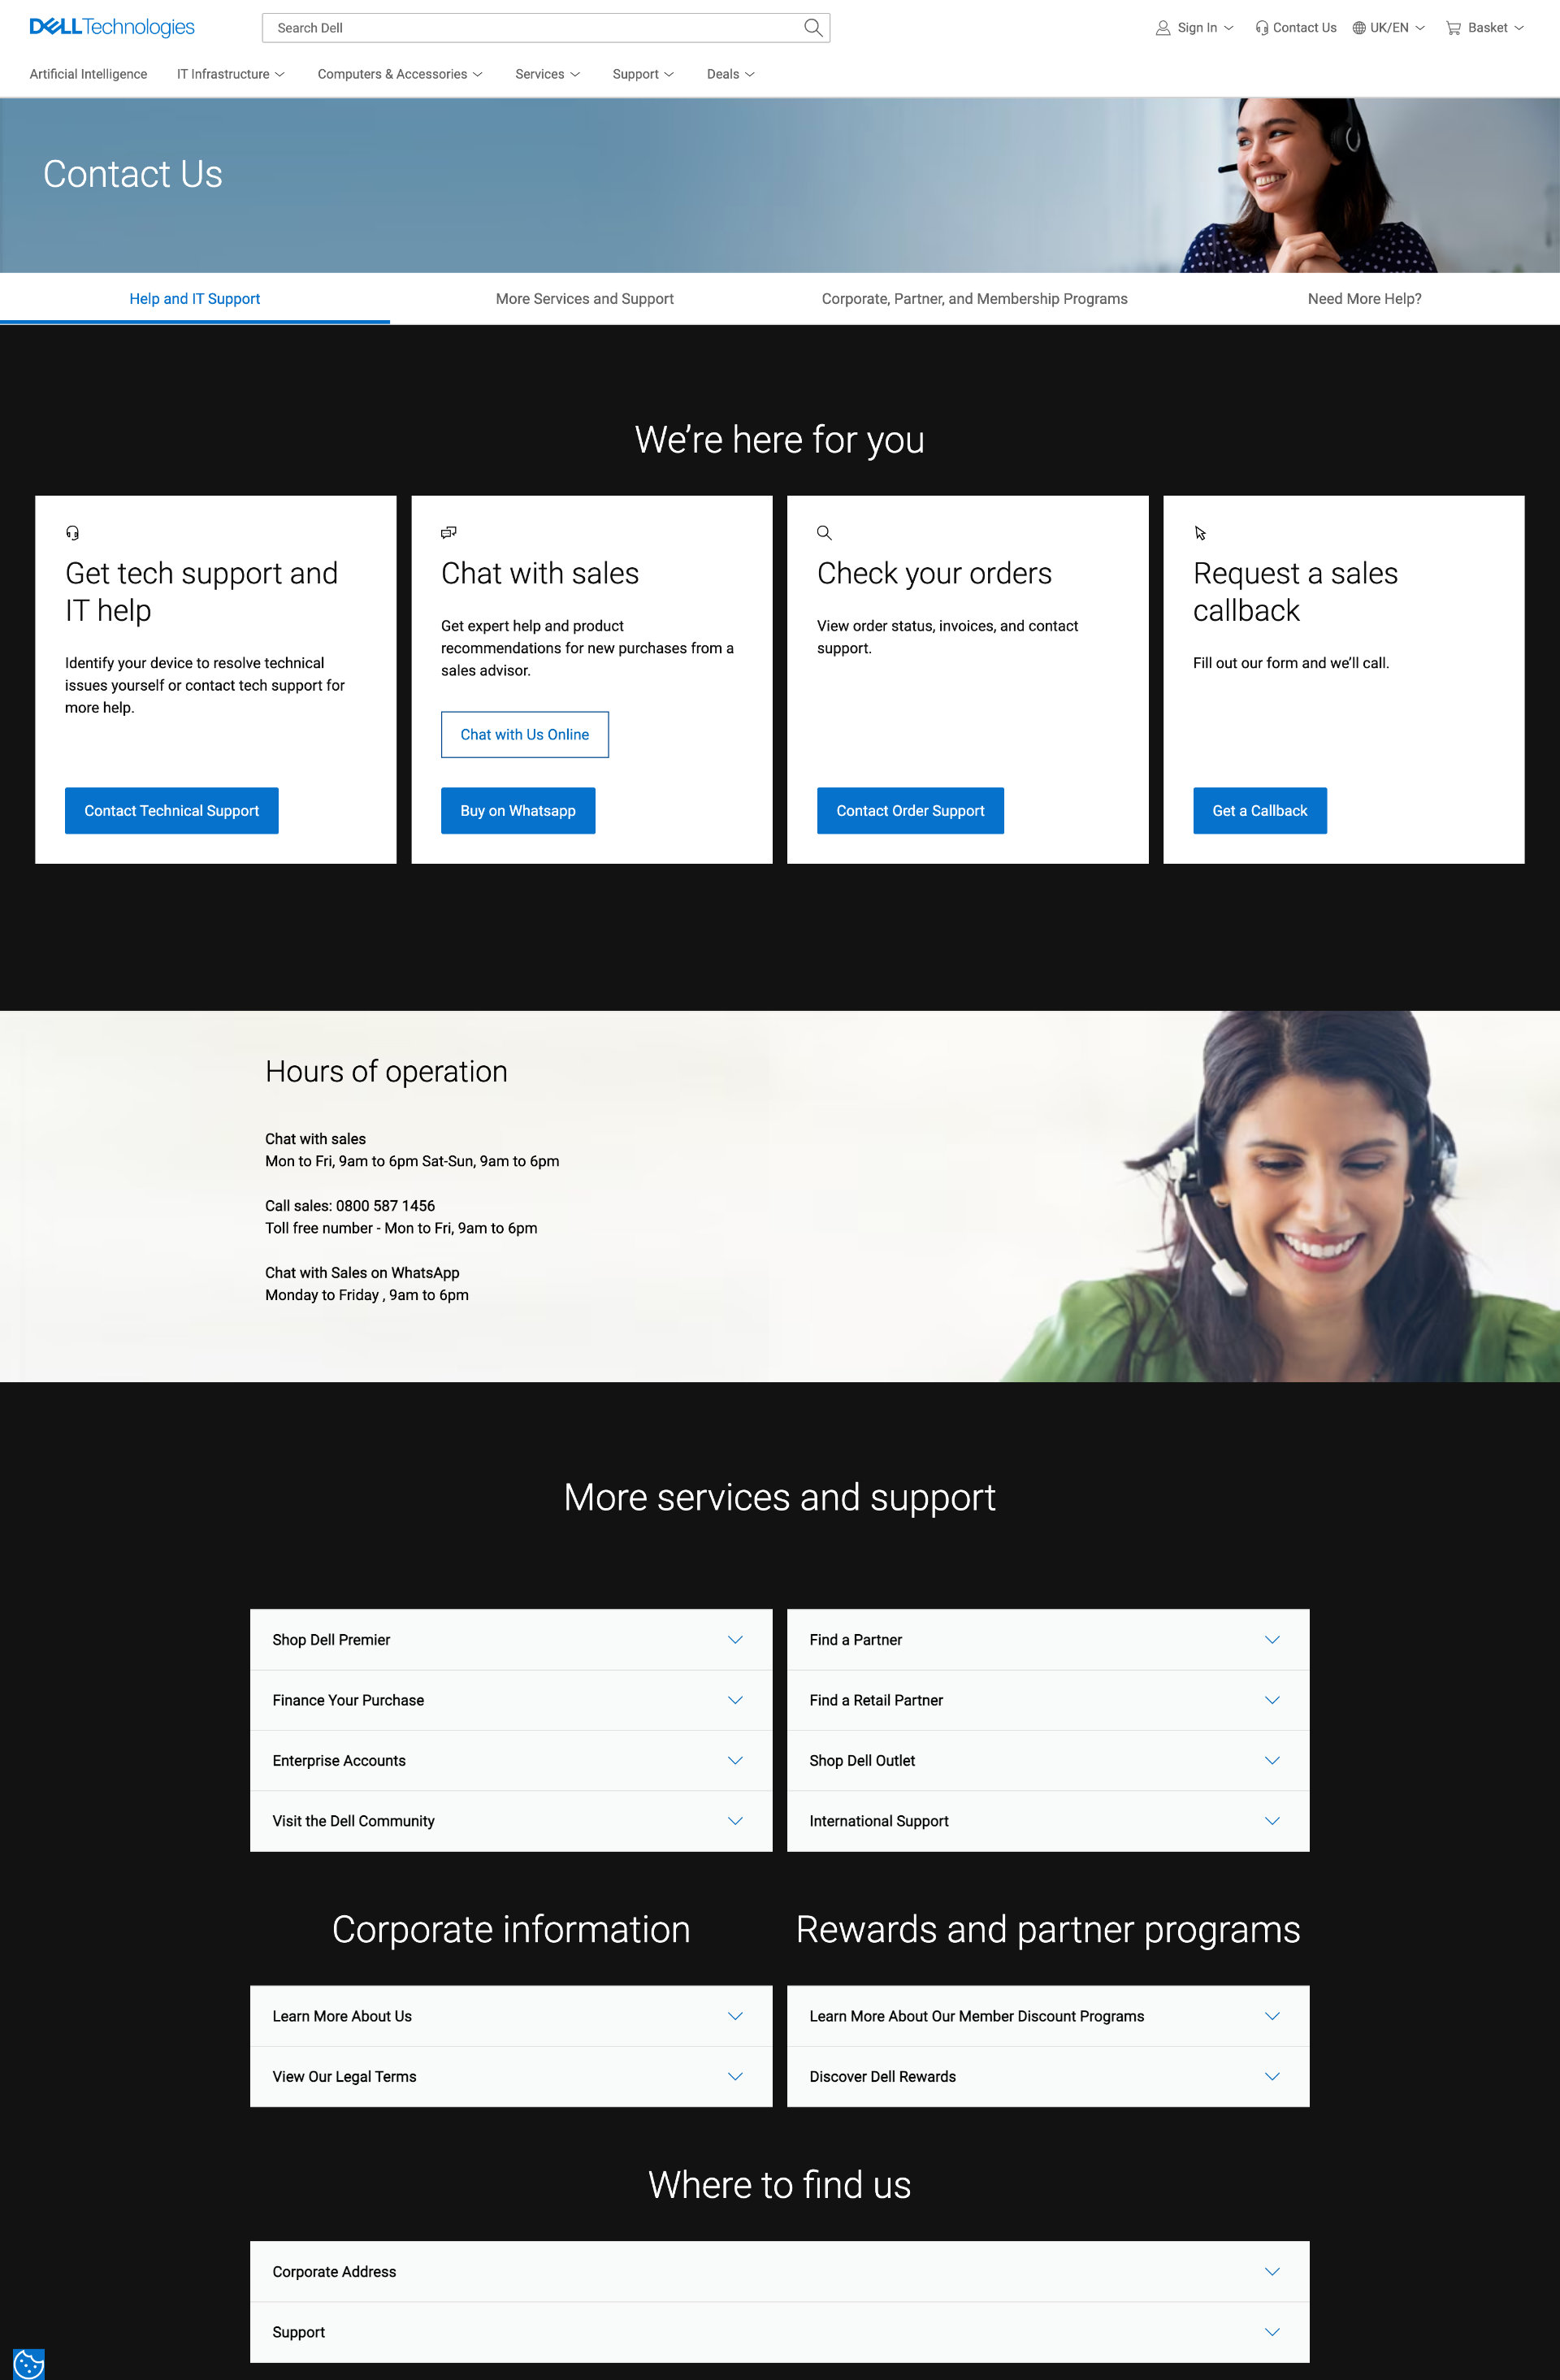 DELLTechnologies
Search Dell
Sign In
Contact Us
UK/EN
Basket
Artificial Intelligence
IT Infrastructure
Computers & Accessories
Services
Support
Deals
Contact Us
Help and IT Support
More Services and Support
Corporate, Partner, and Membership Programs
Need More Help?
We're here for you
Get tech support and
IT help
Identify your device to resolve technical
issues yourself or contact tech support for
more help.
Contact Technical Support
Chat with sales
Get expert help and product
recommendations for new purchases from a
sales advisor.
Chat with Us Online
Buy on Whatsapp
Check your orders
View order status, invoices, and contact
support.
Contact Order Support
Request a sales
callback
Fill out our form and we'll call.
Get a Callback
Hours of operation
Chat with sales
Mon to Fri, 9am to 6pm Sat-Sun, 9am to 6pm
Call sales: 0800 587 1456
Toll free number - Mon to Fri, 9am to 6pm
Chat with Sales on WhatsApp
Monday to Friday , 9am to 6pm
More services and support
Shop Dell Premier
Finance Your Purchase
Enterprise Accounts
Visit the Dell Community
Find a Partner
Find a Retail Partner
Shop Dell Outlet
International Support
Corporate information
Learn More About Us
View Our Legal Terms
Rewards and partner programs
Learn More About Our Member Discount Programs
Discover Dell Rewards
Where to find us
Corporate Address
Support